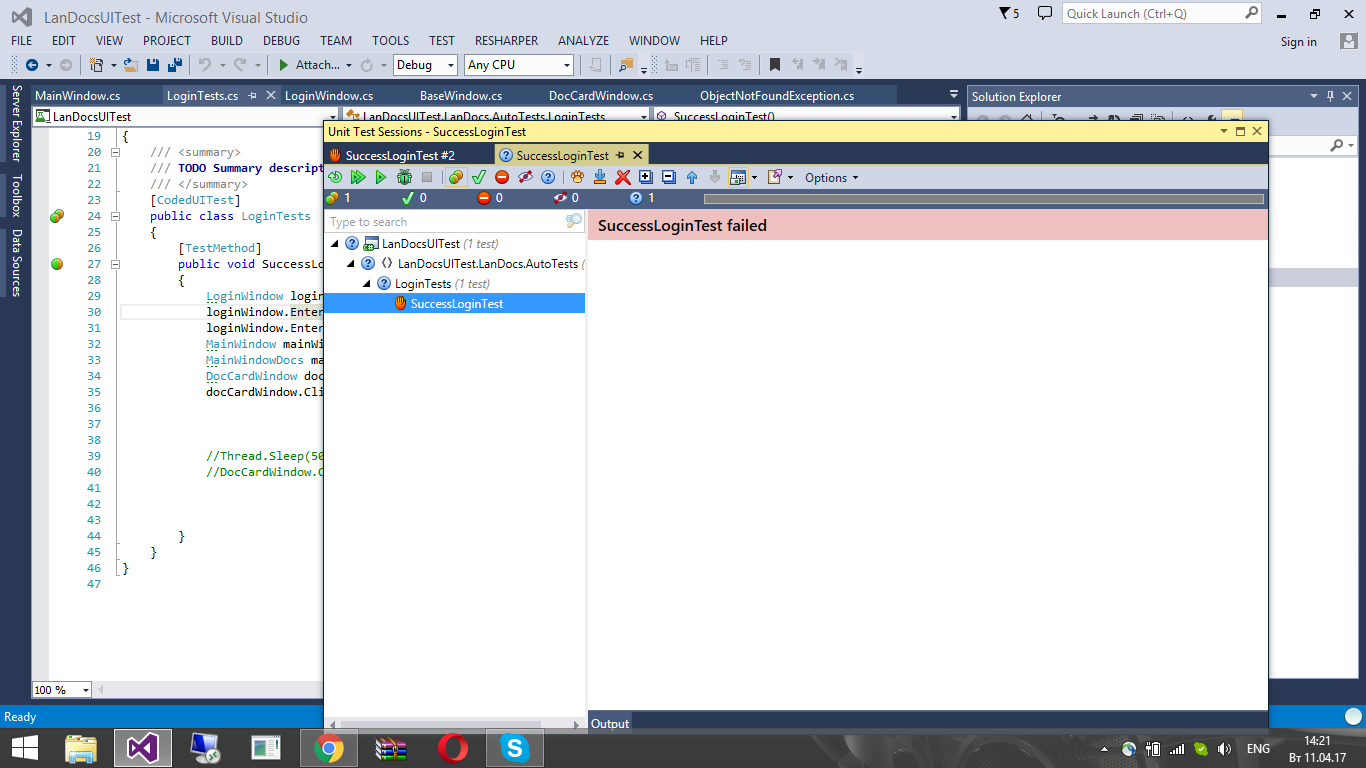 LanDocsUITest - Microsoft Visual Studio
5
Quick Launch (Ctrl+Q)
FILE EDIT VIEW PROJECT BUILD DEBUG TEAM TOOLS TEST RESHARPER ANALYZE WINDOW HELP
Sign in
Attach... Debug Any CPU
Server Explorer
Toolbox
Data Sources
MainWindow.cs LoginTests.cs LoginWindow.cs BaseWindow.cs DocCardWindow.cs ObjectNotFoundException.cs
Solution Explorer
LanDocsUITest LanDocsUITest.LanDocs.AutoTests.LoginTests SuccessLoginTest()
19 {
20 /// <summary>
21 /// TODO Summary descript
22 /// </summary>
23 [CodedUITest]
24 public class LoginTests
25 {
26 [TestMethod]
27 public void SuccessLo
28 {
29 LoginWindow login
30 loginWindow.Enter
31 loginWindow.Enter
32 MainWindow mainWi
33 MainWindowDocs ma
34 DocCardWindow doc
35 docCardWindow.Cli
36
37
38
39 //Thread.Sleep(50
40 //DocCardWindow.C
41
42
43
44 }
45 }
46 }
47
100 %
Unit Test Sessions - SuccessLoginTest
SuccessLoginTest #2 SuccessLoginTest
Options
1 0 0 0 1
Type to search
LanDocsUITest (1 test)
LanDocsUITest.LanDocs.AutoTests (
LoginTests (1 test)
SuccessLoginTest
SuccessLoginTest failed
Output
Ready
ENG
14:21
Вт 11.04.17